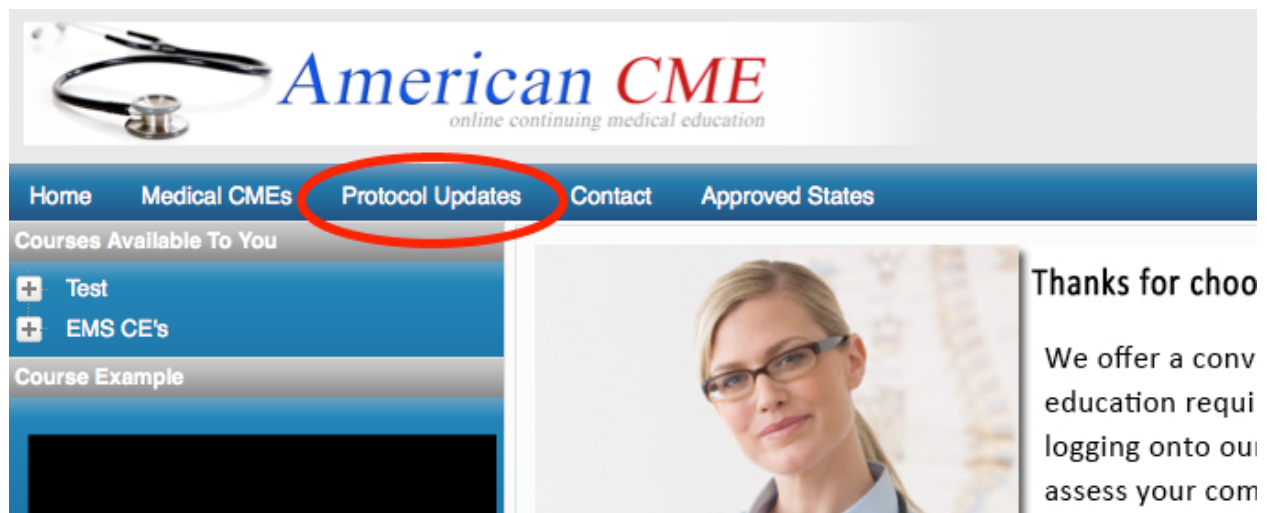 American CME
online continuing medical education
Home Medical CMEs Protocol Updates Contact Approved States
Courses Available To You
Test
EMS CE's
Course Example
Thanks for choo
We offer a conv
education requi
logging onto ou
assess your com